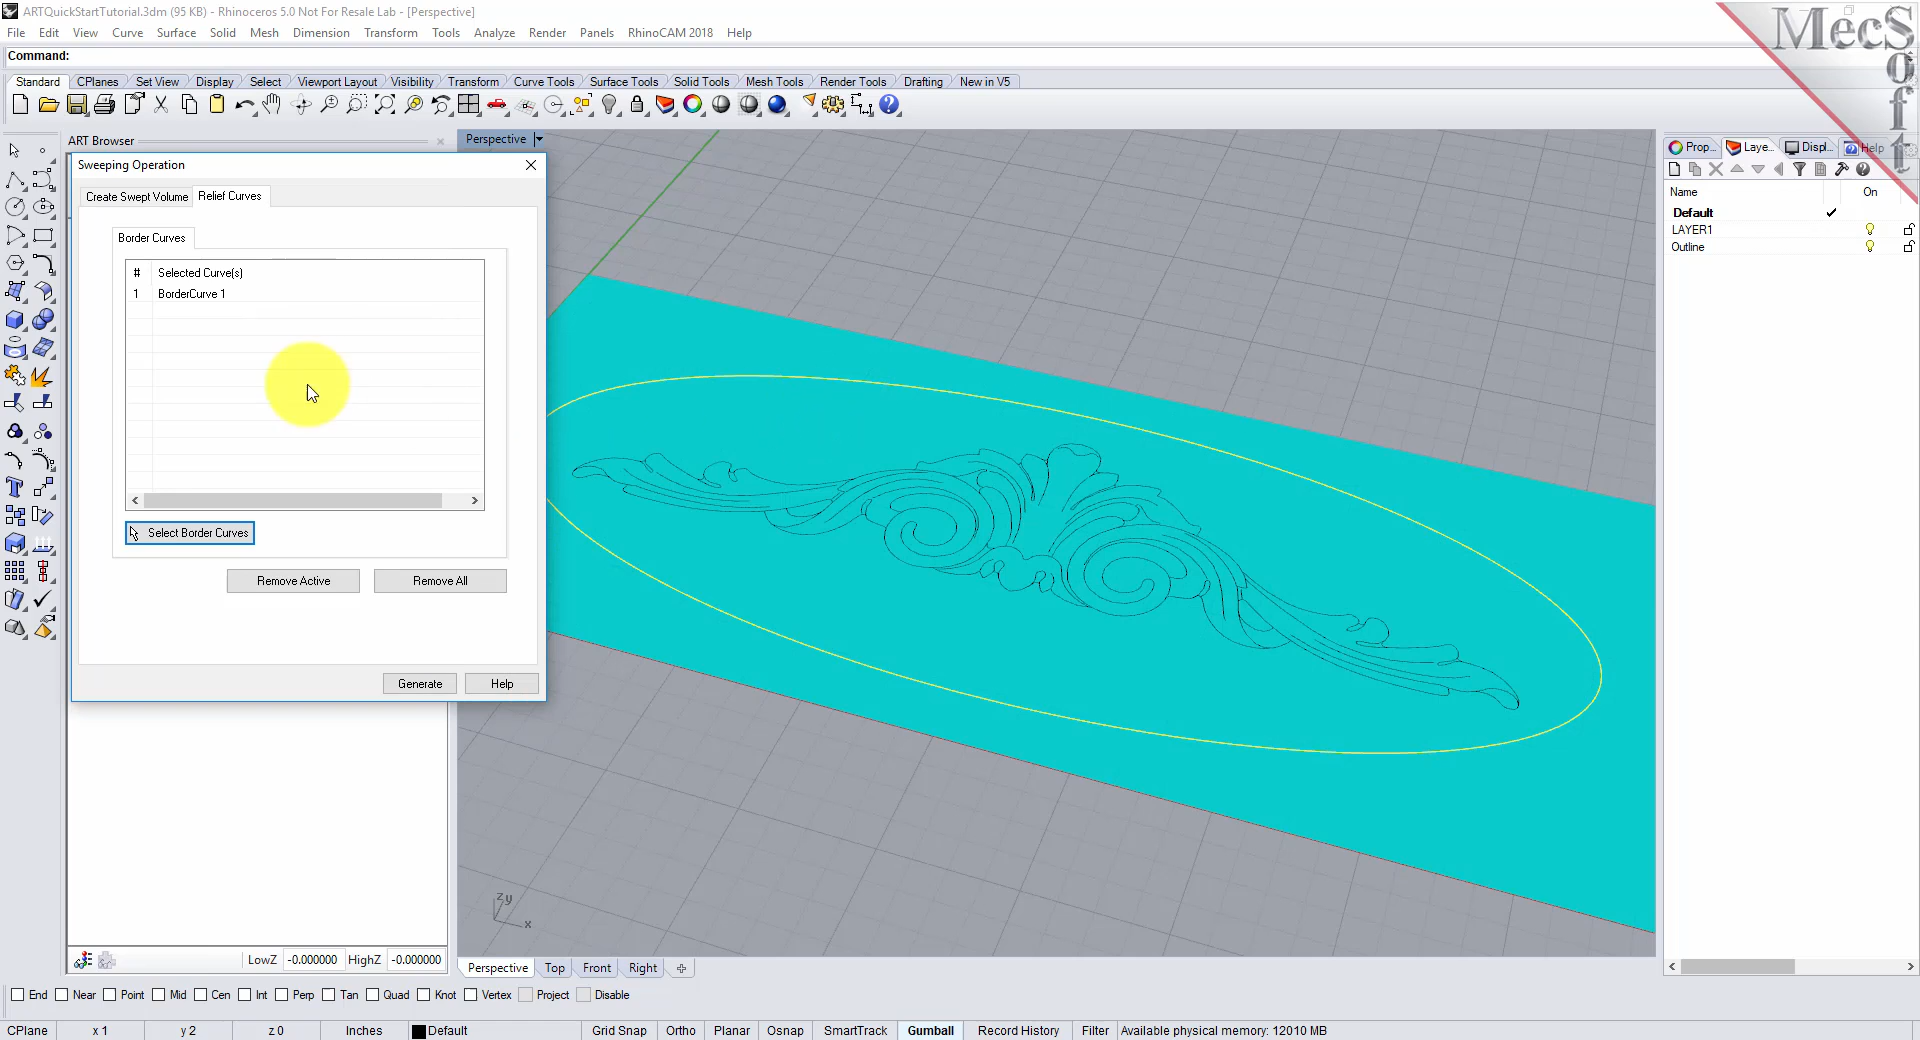 ARTQuickStartTutorial.3dm (95 KB) - Rhinoceros 5.0 Not For Resale Lab - [Perspective]
File Edit View Curve Surface Solid Mesh Dimension Transform Tools Analyze Render Panels RhinoCAM 2018 Help
Command:
Standard CPlanes Set View Display Select Viewport Layout Visibility Transform Curve Tools Surface Tools Solid Tools Mesh Tools Render Tools Drafting New in V5
MecSoft
ART Browser
Perspective
Prop... Laye... Displ... Help
Sweeping Operation
Create Swept Volume Relief Curves
Border Curves
# Selected Curve(s)
1 BorderCurve 1
Select Border Curves
Remove Active Remove All
Generate Help
Name On
Default
LAYER1
Outline
z y
x
LowZ -0.000000 HighZ -0.000000
Perspective Top Front Right
End Near Point Mid Cen Int Perp Tan Quad Knot Vertex Project Disable
CPlane x 1 y 2 z 0 Inches Default Grid Snap Ortho Planar Osnap SmartTrack Gumball Record History Filter Available physical memory: 12010 MB